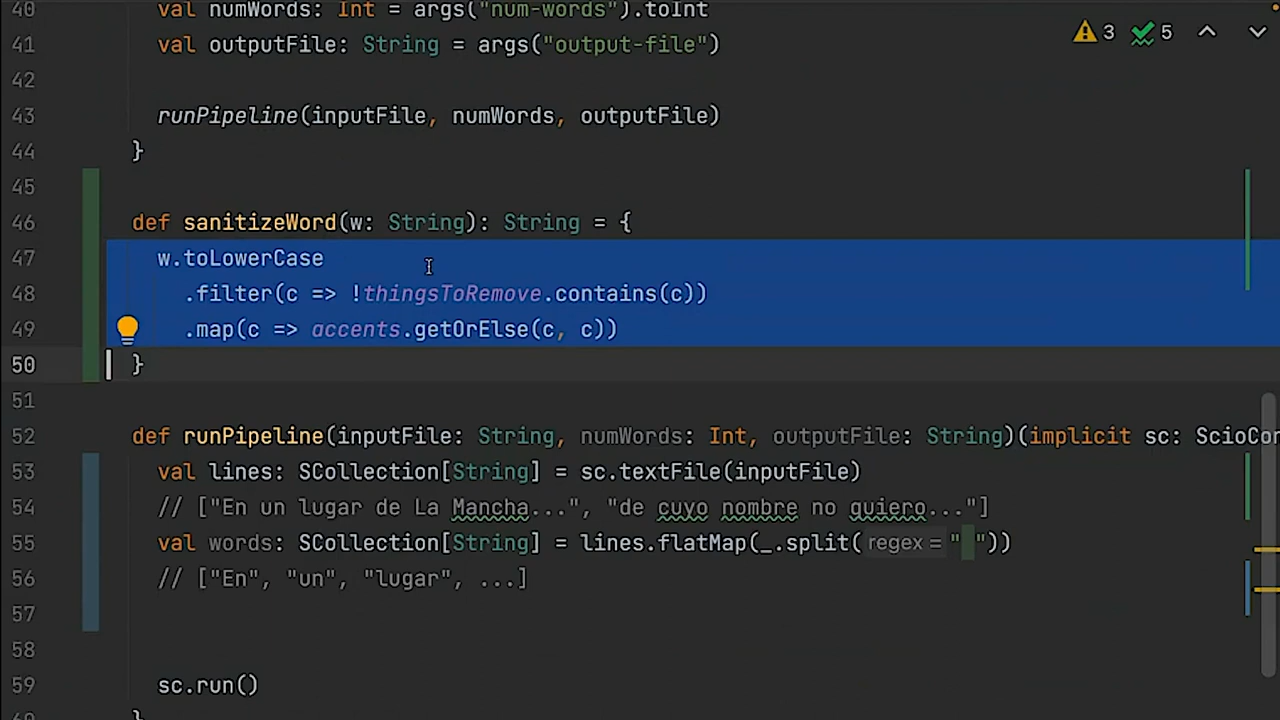 40 val numWords: Int = args("num-words").toInt
41 val outputFile: String = args("output-file")
3 5
42
43 runPipeline(inputFile, numWords, outputFile)
44 }
45
46 def sanitizeWord(w: String): String = {
47 w.toLowerCase
48 .filter(c => !thingsToRemove.contains(c))
49 .map(c => accents.getOrElse(c, c))
50 }
51
52 def runPipeline(inputFile: String, numWords: Int, outputFile: String)(implicit sc: ScioCon
53 val lines: SCollection[String] = sc.textFile(inputFile)
54 // ["En un lugar de La Mancha...", "de cuyo nombre no quiero..."]
55 val words: SCollection[String] = lines.flatMap(_.split( regex = " "))
56 // ["En", "un", "lugar", ...]
57
58
59 sc.run()
}